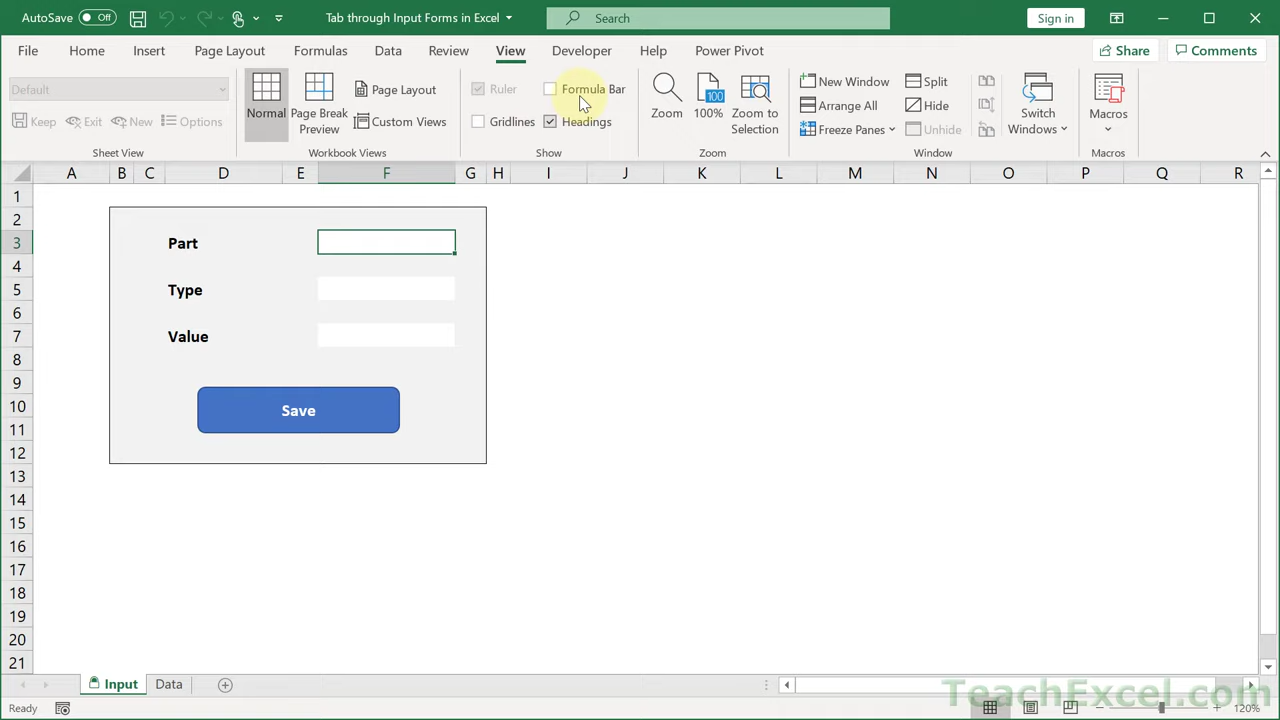 AutoSave Off Tab through Input Forms in Excel Search Sign in
File Home Insert Page Layout Formulas Data Review View Developer Help Power Pivot Share Comments
Default Normal Page Break Preview Page Layout Ruler Formula Bar Zoom 100% Zoom to Selection New Window Split Switch Windows Macros
100
Arrange All Hide
Keep Exit New Options Custom Views Gridlines Headings Freeze Panes Unhide
Sheet View Workbook Views Show Zoom Window Macros
A B C D E F G H I J K L M N O P Q R
1
2
3 Part
4
5 Type
6
7 Value
8
9
10 Save
11
12
13
14
15
16
17
18
19
20
21
Input Data
TeachExcel.com
Ready 120%